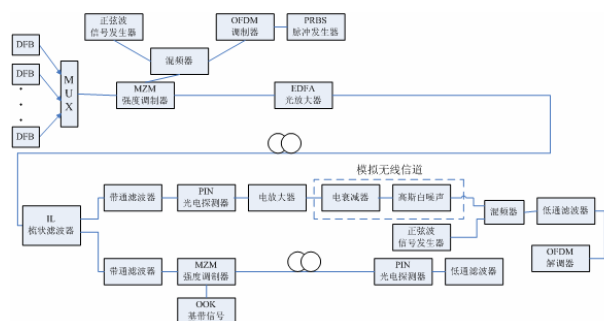 正弦波
信号发生器
OFDM
调制器
PRBS
脉冲发生器
DFB
混频器
DFB
MUX
MZM
强度调制器
EDFA
光放大器
DFB
模拟无线信道
IL
梳状滤波器
带通滤波器
PIN
光电探测器
电放大器
电衰减器
高斯白噪声
混频器
低通滤波器
正弦波
信号发生器
OFDM
解调器
带通滤波器
MZM
强度调制器
PIN
光电探测器
低通滤波器
OOK
基带信号